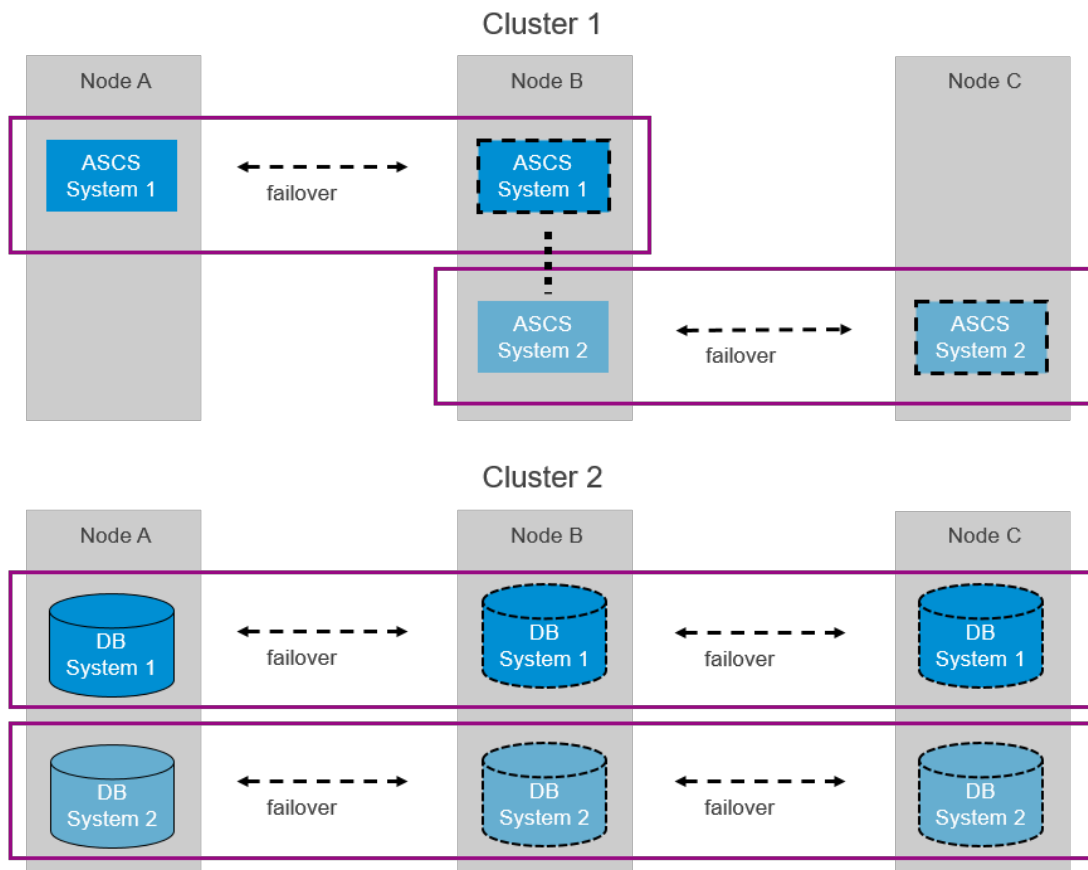 Cluster 1
Node A
Node B
Node C
ASCS
System 1
failover
ASCS
System 1
ASCS
System 2
failover
ASCS
System 2
Cluster 2
Node A
Node B
Node C
DB
System 1
failover
DB
System 1
failover
DB
System 1
DB
System 2
failover
DB
System 2
failover
DB
System 2